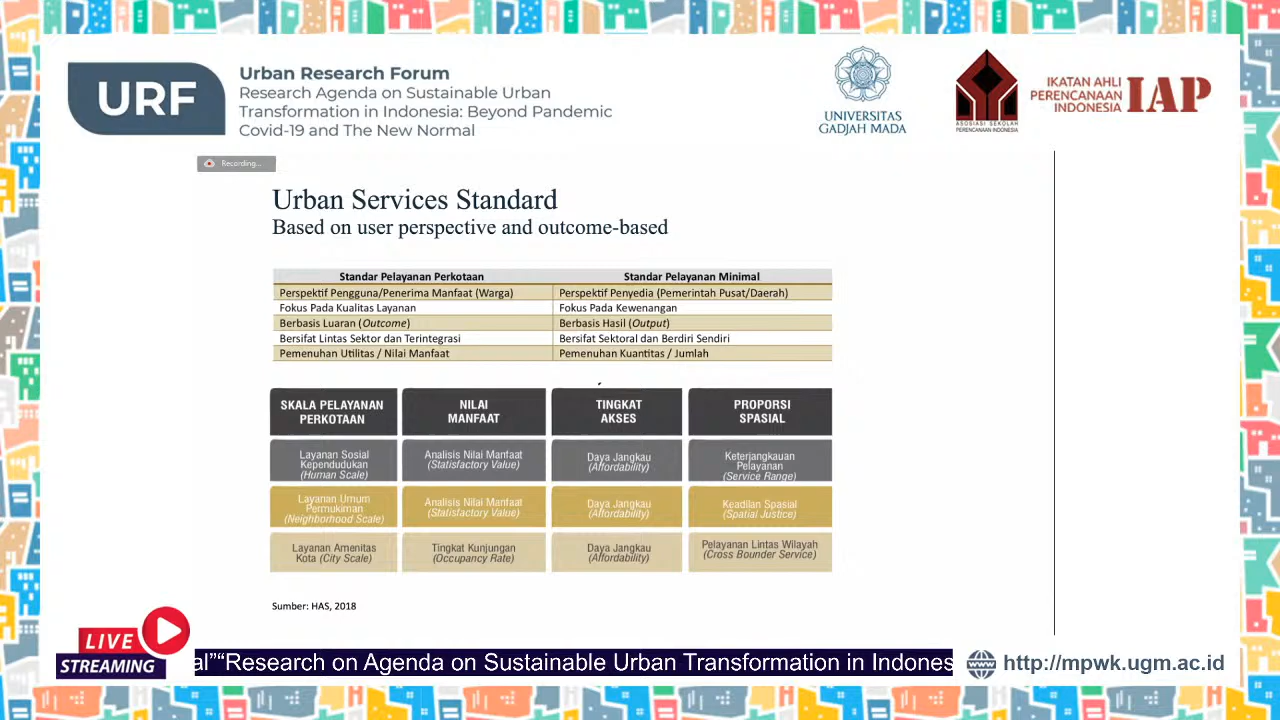 URF
Urban Research Forum
Research Agenda on Sustainable Urban
Transformation in Indonesia: Beyond Pandemic
Covid-19 and The New Normal
UNIVERSITAS
GADJAH MADA
ASOSIASI SEKOLAH
PERENCANAAN INDONESIA
IKATAN AHLI
PERENCANAAN
INDONESIA
IAP
Recording...
Urban Services Standard
Based on user perspective and outcome-based
Standar Pelayanan Perkotaan Standar Pelayanan Minimal
Perspektif Pengguna/Penerima Manfaat (Warga) Perspektif Penyedia (Pemerintah Pusat/Daerah)
Fokus Pada Kualitas Layanan Fokus Pada Kewenangan
Berbasis Luaran (Outcome) Berbasis Hasil (Output)
Bersifat Lintas Sektor dan Terintegrasi Bersifat Sektoral dan Berdiri Sendiri
Pemenuhan Utilitas / Nilai Manfaat Pemenuhan Kuantitas / Jumlah
SKALA PELAYANAN
PERKOTAAN
NILAI
MANFAAT
TINGKAT
AKSES
PROPORSI
SPASIAL
Layanan Sosial
Kependudukan
(Human Scale)
Analisis Nilai Manfaat
(Statisfactory Value)
Daya Jangkau
(Affordability)
Keterjangkauan
Pelayanan
(Service Range)
Layanan Umum
Permukiman
(Neighborhood Scale)
Analisis Nilai Manfaat
(Statisfactory Value)
Daya Jangkau
(Affordability)
Keadilan Spasial
(Spatial Justice)
Layanan Amenitas
Kota (City Scale)
Tingkat Kunjungan
(Occupancy Rate)
Daya Jangkau
(Affordability)
Pelayanan Lintas Wilayah
(Cross Bounder Service)
Sumber: HAS, 2018
LIVE
STREAMING
al”“Research on Agenda on Sustainable Urban Transformation in Indones
http://mpwk.ugm.ac.id